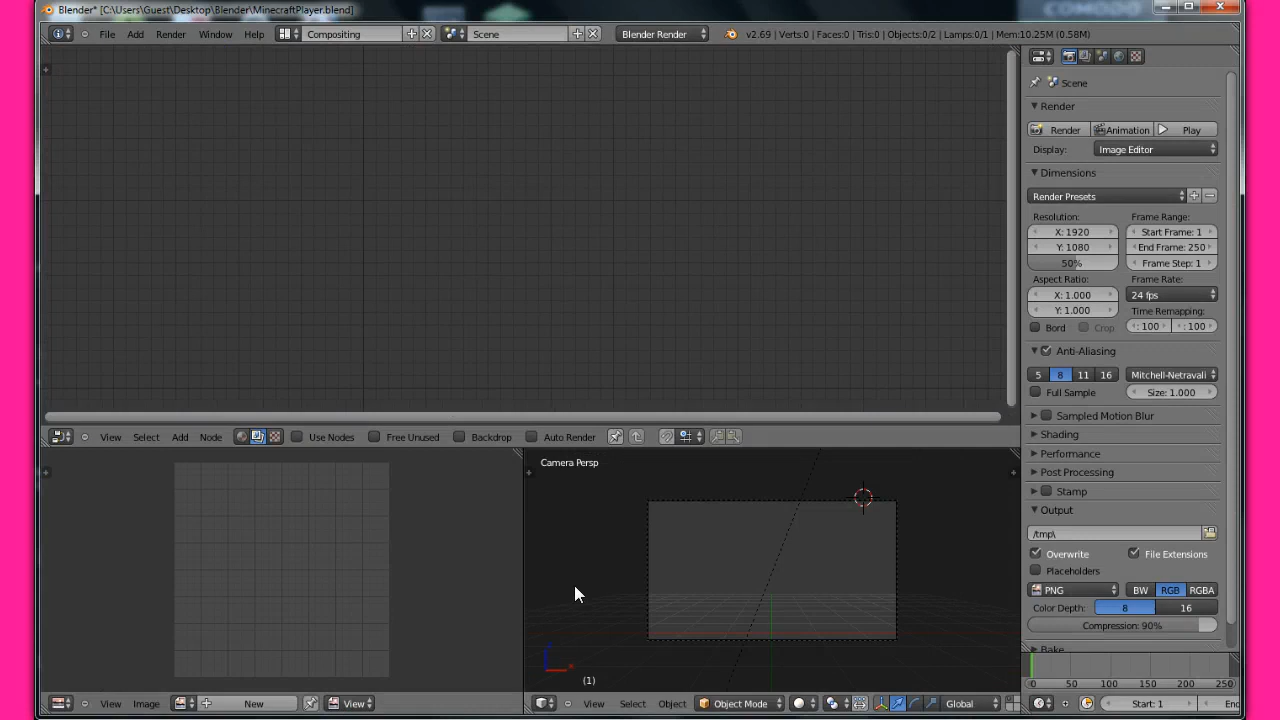 Blender* [C:\Users\Guest\Desktop\Blender\MinecraftPlayer.blend]
COMODO
File Add Render Window Help Compositing Scene Blender Render v2.69 | Verts:0 | Faces:0 | Tris:0 | Objects:0/2 | Lamps:0/1 | Mem:10.25M (0.58M)
Scene
Render
Render Animation Play
Display: Image Editor
Dimensions
Render Presets
Resolution: Frame Range:
X: 1920 Start Frame: 1
Y: 1080 End Frame: 250
50% Frame Step: 1
Aspect Ratio: Frame Rate:
X: 1.000 24 fps
Y: 1.000 Time Remapping:
Bord Crop : 100 : 100
Anti-Aliasing
5 8 11 16 Mitchell-Netravali
Full Sample Size: 1.000
Sampled Motion Blur
Shading
Performance
Post Processing
Stamp
Output
/tmp\
Overwrite File Extensions
Placeholders
PNG BW RGB RGBA
Color Depth: 8 16
Compression: 90%
Bake
View Select Add Node Use Nodes Free Unused Backdrop Auto Render
Camera Persp
(1)
View Image New View
View Select Object Object Mode Global
0 50 100 150 200 250
Start: 1